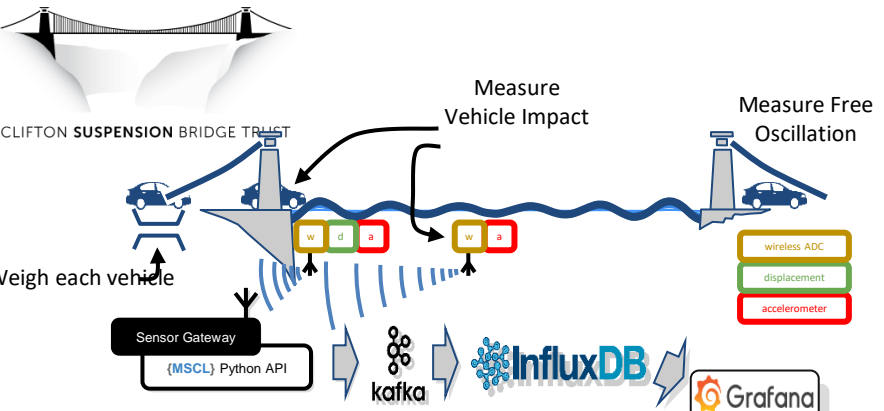 CLIFTON SUSPENSION BRIDGE TRUST
Measure
Vehicle Impact
Measure Free
Oscillation
w d a
w a
wireless ADC
displacement
accelerometer
Weigh each vehicle
Sensor Gateway
{MSCL} Python API
kafka
InfluxDB
Grafana